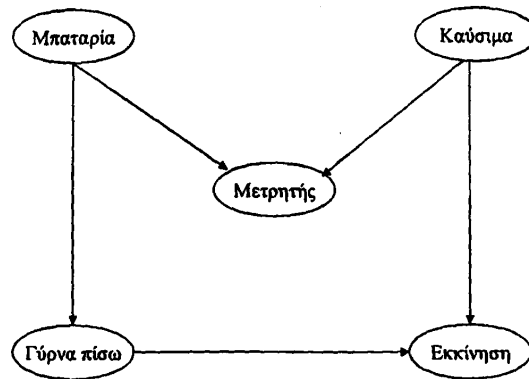 Μπαταρία
Καύσιμα
Μετρητής
Γύρνα πίσω
Εκκίνηση